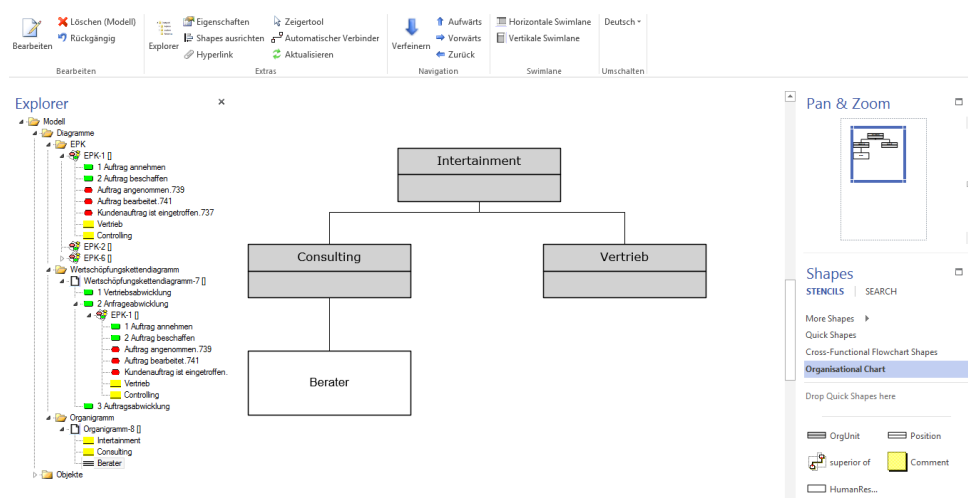 Bearbeiten
Löschen (Modell)
Rückgängig
Bearbeiten
Explorer
Eigenschaften
Shapes ausrichten
Hyperlink
Zeigertool
Automatischer Verbinder
Aktualisieren
Extras
Verfeinern
Aufwärts
Vorwärts
Zurück
Navigation
Horizontale Swimlane
Vertikale Swimlane
Swimlane
Deutsch
Umschalten
Explorer
Modell
Diagramme
EPK
EPK-1 []
1 Auftrag annehmen
2 Auftrag beschaffen
Auftrag angenommen.739
Auftrag bearbeitet.741
Kundenauftrag ist eingetroffen.737
Vertrieb
Controlling
EPK-2 []
EPK-6 []
Wertschöpfungskettendiagramm
Wertschöpfungskettendiagramm-7 []
1 Vertriebsabwicklung
2 Anfrageabwicklung
EPK-1 []
1 Auftrag annehmen
2 Auftrag beschaffen
Auftrag angenommen.739
Auftrag bearbeitet.741
Kundenauftrag ist eingetroffen.
Vertrieb
Controlling
3 Auftragsabwicklung
Organigramm
Organigramm-8 []
Intertainment
Consulting
Berater
Objekte
Intertainment
Consulting
Vertrieb
Berater
Pan & Zoom
Shapes
STENCILS | SEARCH
More Shapes
Quick Shapes
Cross-Functional Flowchart Shapes
Organisational Chart
Drop Quick Shapes here
OrgUnit
Position
superior of
Comment
HumanRes...